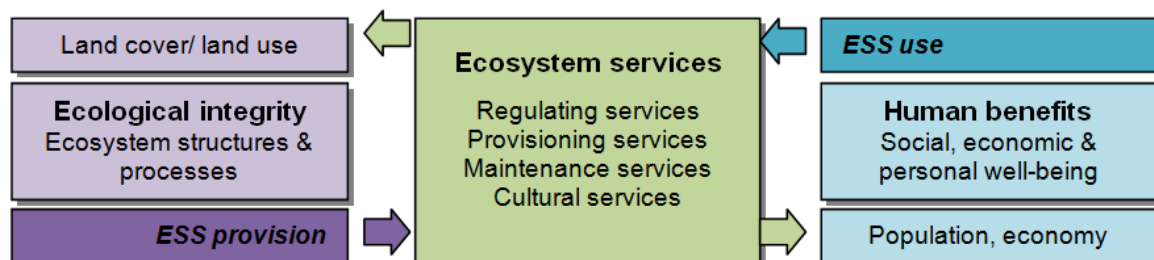 Land cover/ land use
Ecological integrity
Ecosystem structures &
processes
ESS provision
Ecosystem services
Regulating services
Provisioning services
Maintenance services
Cultural services
ESS use
Human benefits
Social, economic &
personal well-being
Population, economy